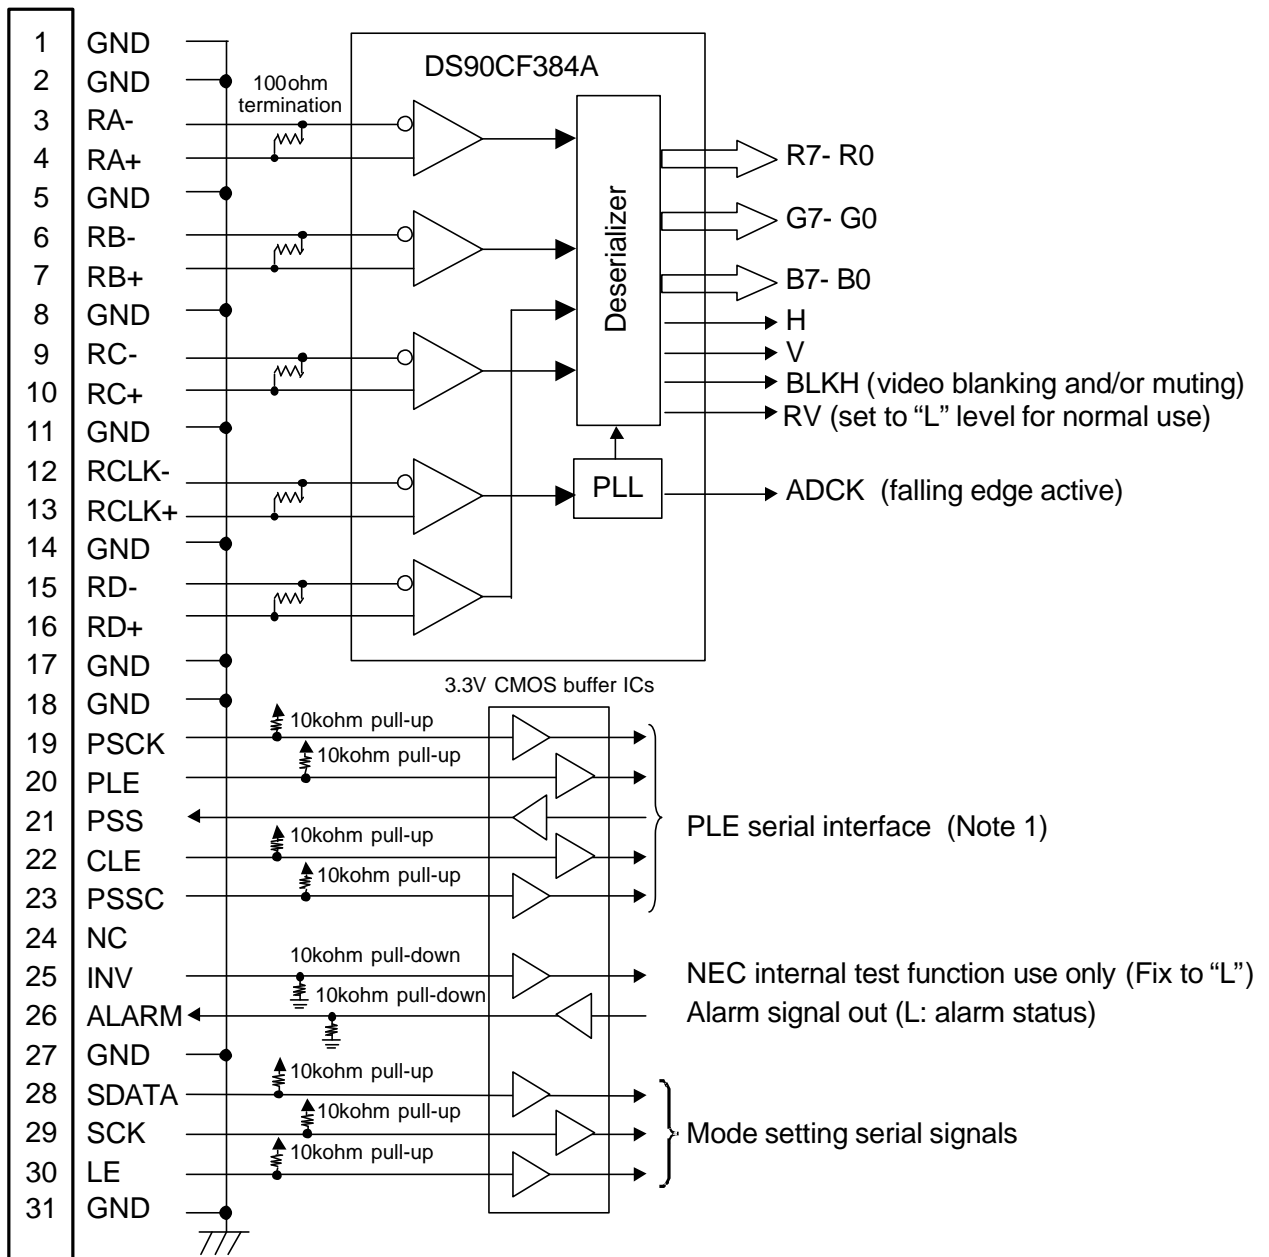 1 GND
DS90CF384A
2 GND
100ohm
termination
3 RA-
4 RA+
R7- R0
5 GND
6 RB-
G7- G0
7 RB+
B7- B0
Deserializer
8 GND
H
9 RC-
V
10 RC+
BLKH (video blanking and/or muting)
11 GND
RV (set to “L” level for normal use)
12 RCLK-
PLL
ADCK (falling edge active)
13 RCLK+
14 GND
15 RD-
16 RD+
17 GND
3.3V CMOS buffer ICs
18 GND
10kohm pull-up
19 PSCK
10kohm pull-up
20 PLE
21 PSS
PLE serial interface (Note 1)
10kohm pull-up
22 CLE
10kohm pull-up
23 PSSC
24 NC
10kohm pull-down
25 INV
NEC internal test function use only (Fix to “L”)
10kohm pull-down
26 ALARM
Alarm signal out (L: alarm status)
27 GND
10kohm pull-up
28 SDATA
10kohm pull-up
29 SCK
Mode setting serial signals
10kohm pull-up
30 LE
31 GND